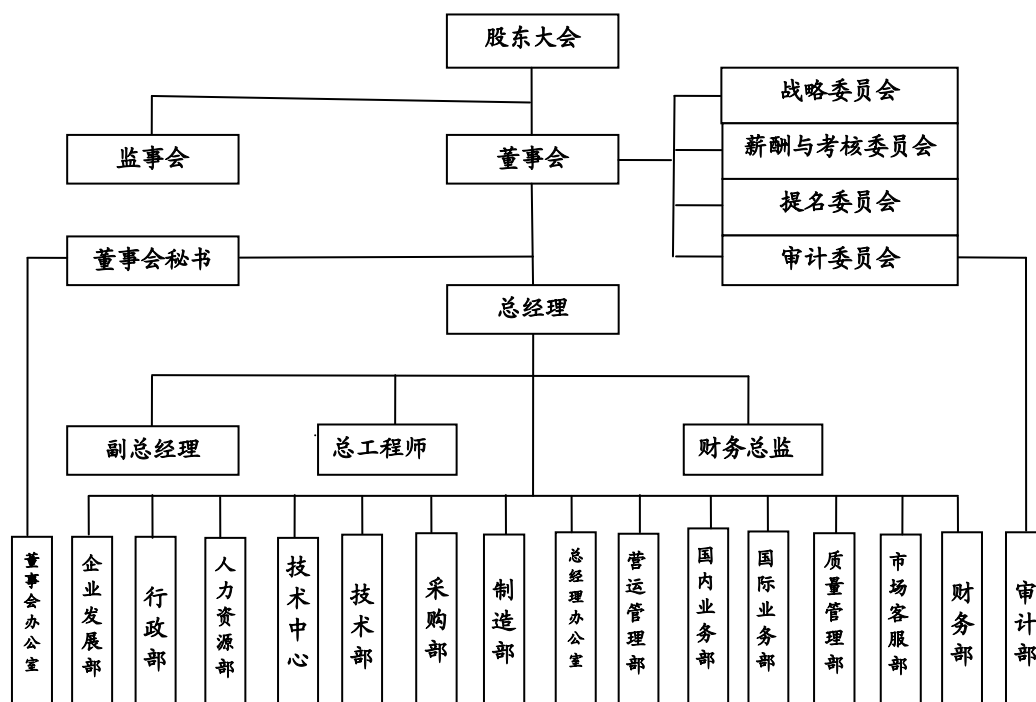 股东大会
战略委员会
监事会
董事会
薪酬与考核委员会
提名委员会
董事会秘书
审计委员会
总经理
副总经理
总工程师
财务总监
董事会办公室
企业发展部
行政部
人力资源部
技术中心
技术部
采购部
制造部
总经理办公室
营运管理部
国内业务部
国际业务部
质量管理部
市场客服部
财务部
审计部